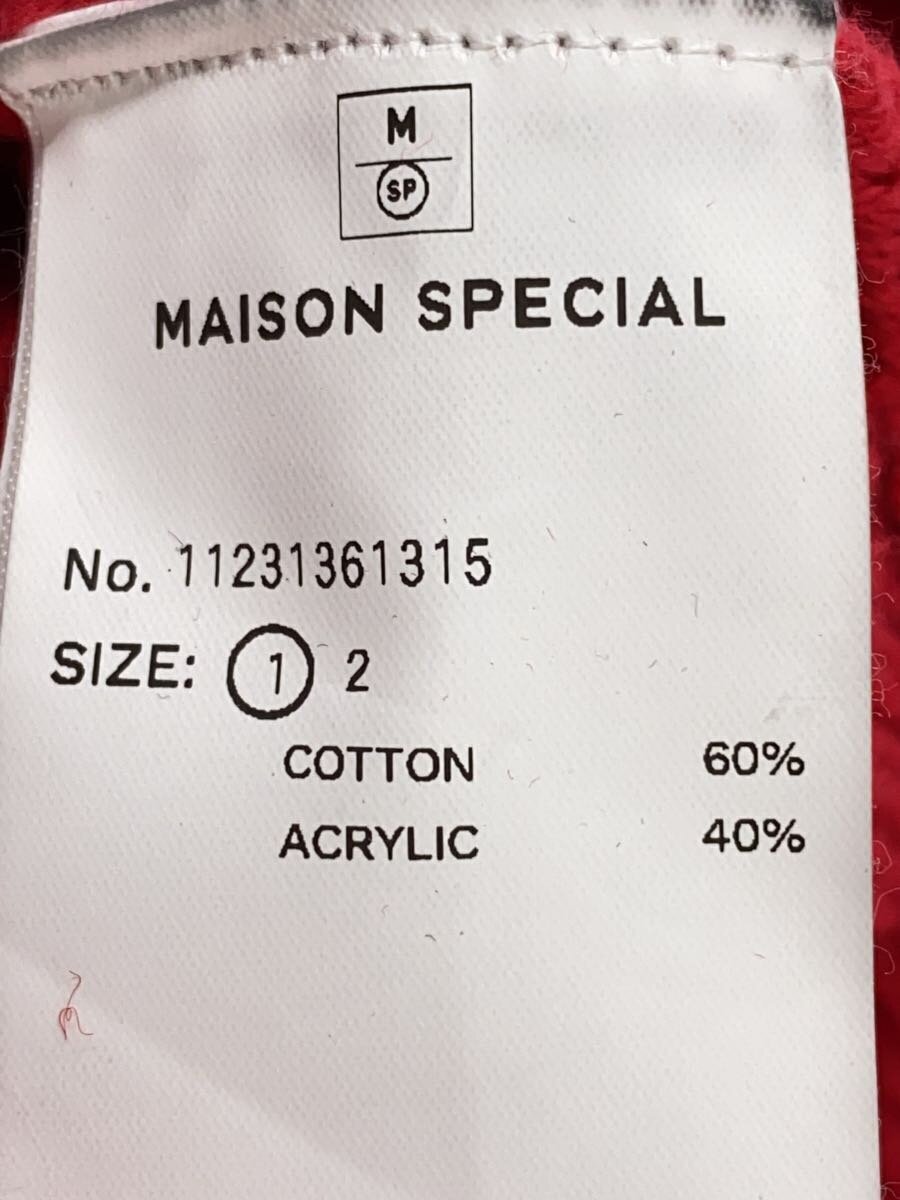 M
SP
MAISON SPECIAL
No. 11231361315
SIZE: 1 2
COTTON 60%
ACRYLIC 40%